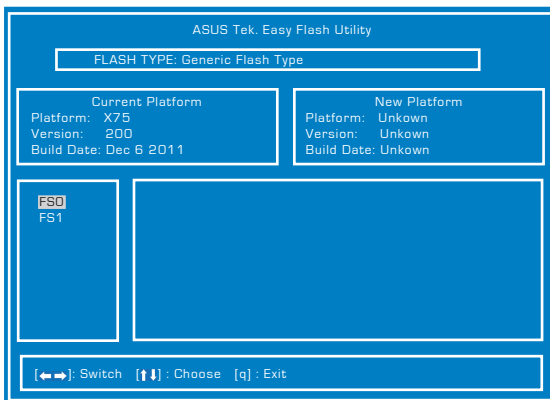 ASUS Tek. Easy Flash Utility
FLASH TYPE: Generic Flash Type
Current Platform
Platform: X75
Version: 200
Build Date: Dec 6 2011
New Platform
Platform: Unkown
Version: Unkown
Build Date: Unkown
FS0
FS1
[←→]: Switch [↑↓] : Choose [q] : Exit